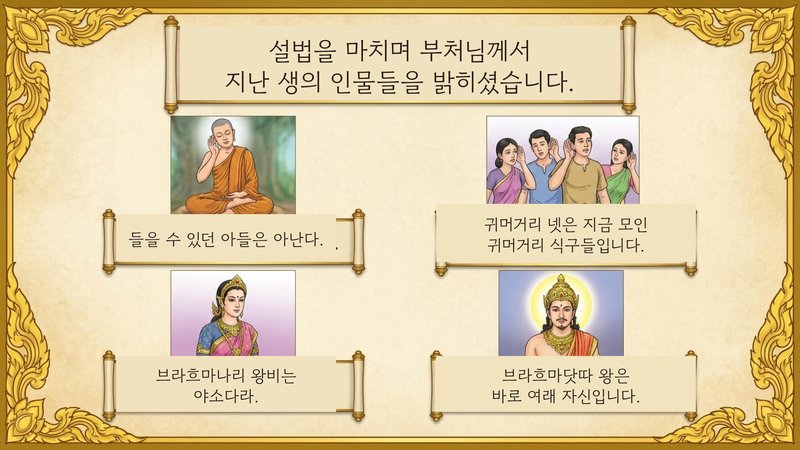 설법을 마치며 부처님께서
지난 생의 인물들을 밝히셨습니다.
들을 수 있던 아들은 아난다. .
귀머거리 넷은 지금 모인
귀머거리 식구들입니다.
브라흐마나리 왕비는
야소다라.
브라흐마닷따 왕은
바로 여래 자신입니다.